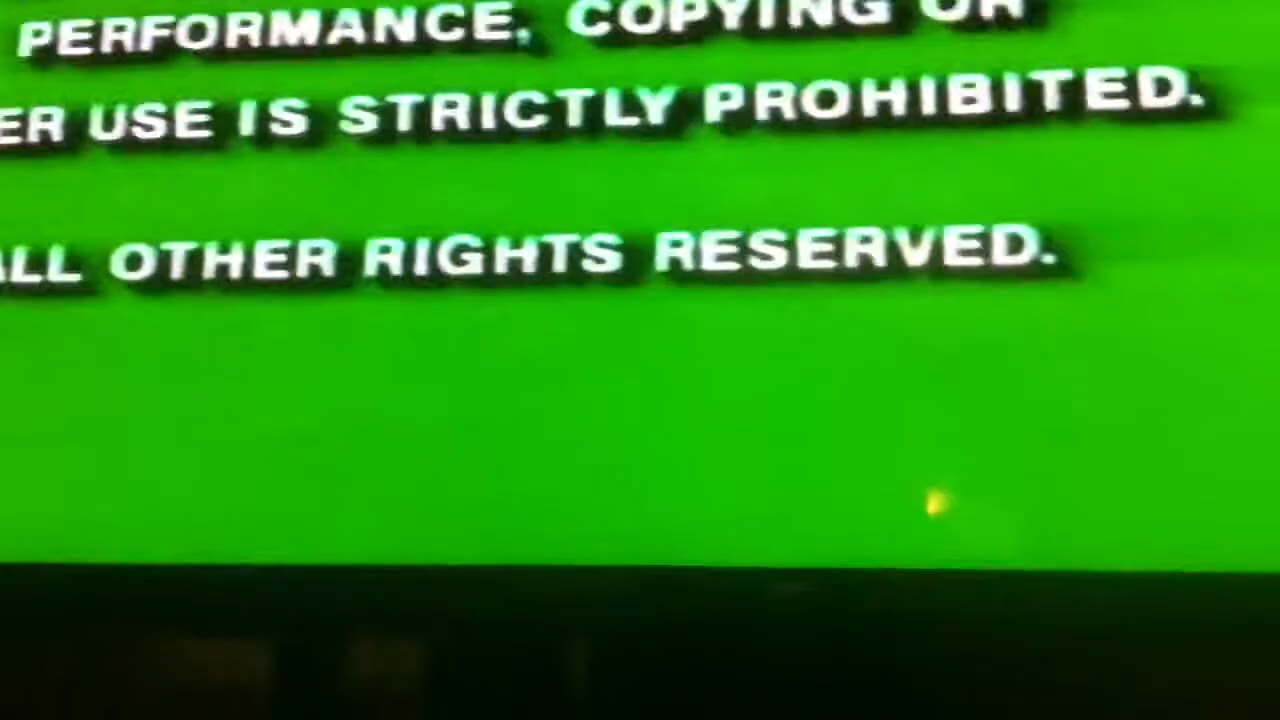 PERFORMANCE, COPYING OR
ER USE IS STRICTLY PROHIBITED.
ALL OTHER RIGHTS RESERVED.